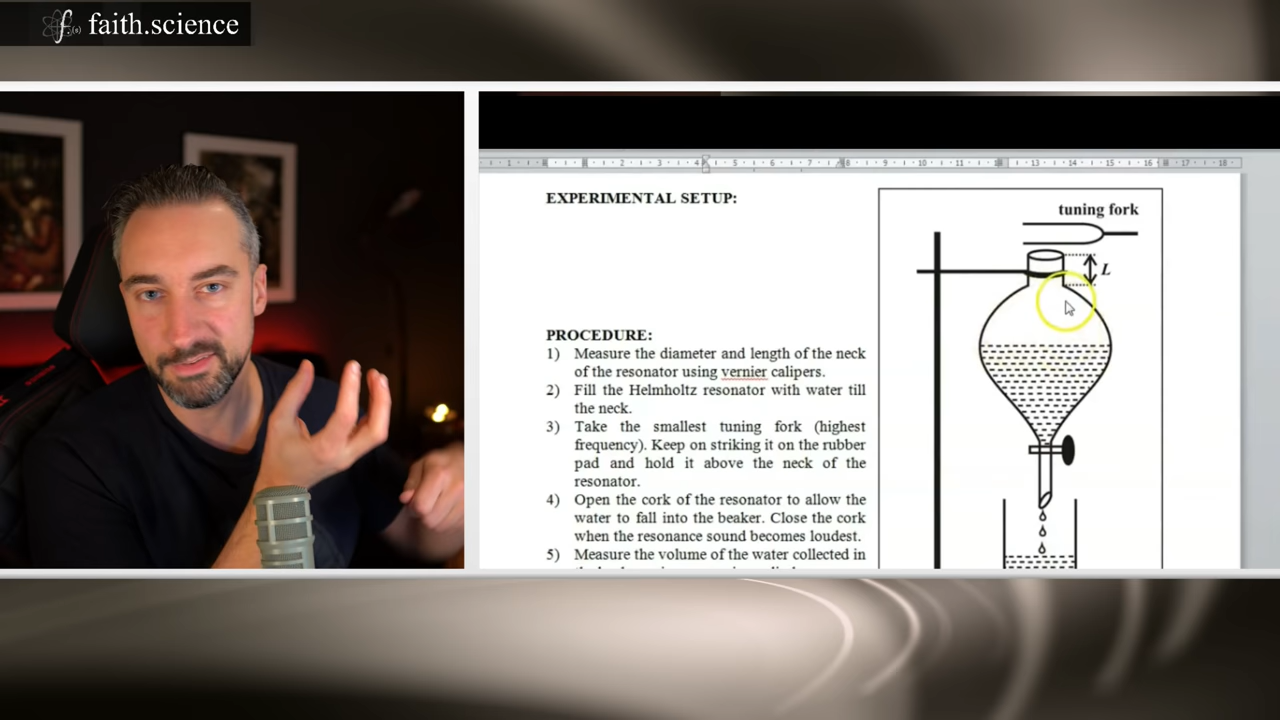 faith.science
EXPERIMENTAL SETUP:
tuning fork
L
PROCEDURE:
1) Measure the diameter and length of the neck
of the resonator using vernier calipers.
2) Fill the Helmholtz resonator with water till
the neck.
3) Take the smallest tuning fork (highest
frequency). Keep on striking it on the rubber
pad and hold it above the neck of the
resonator.
4) Open the cork of the resonator to allow the
water to fall into the beaker. Close the cork
when the resonance sound becomes loudest.
5) Measure the volume of the water collected in